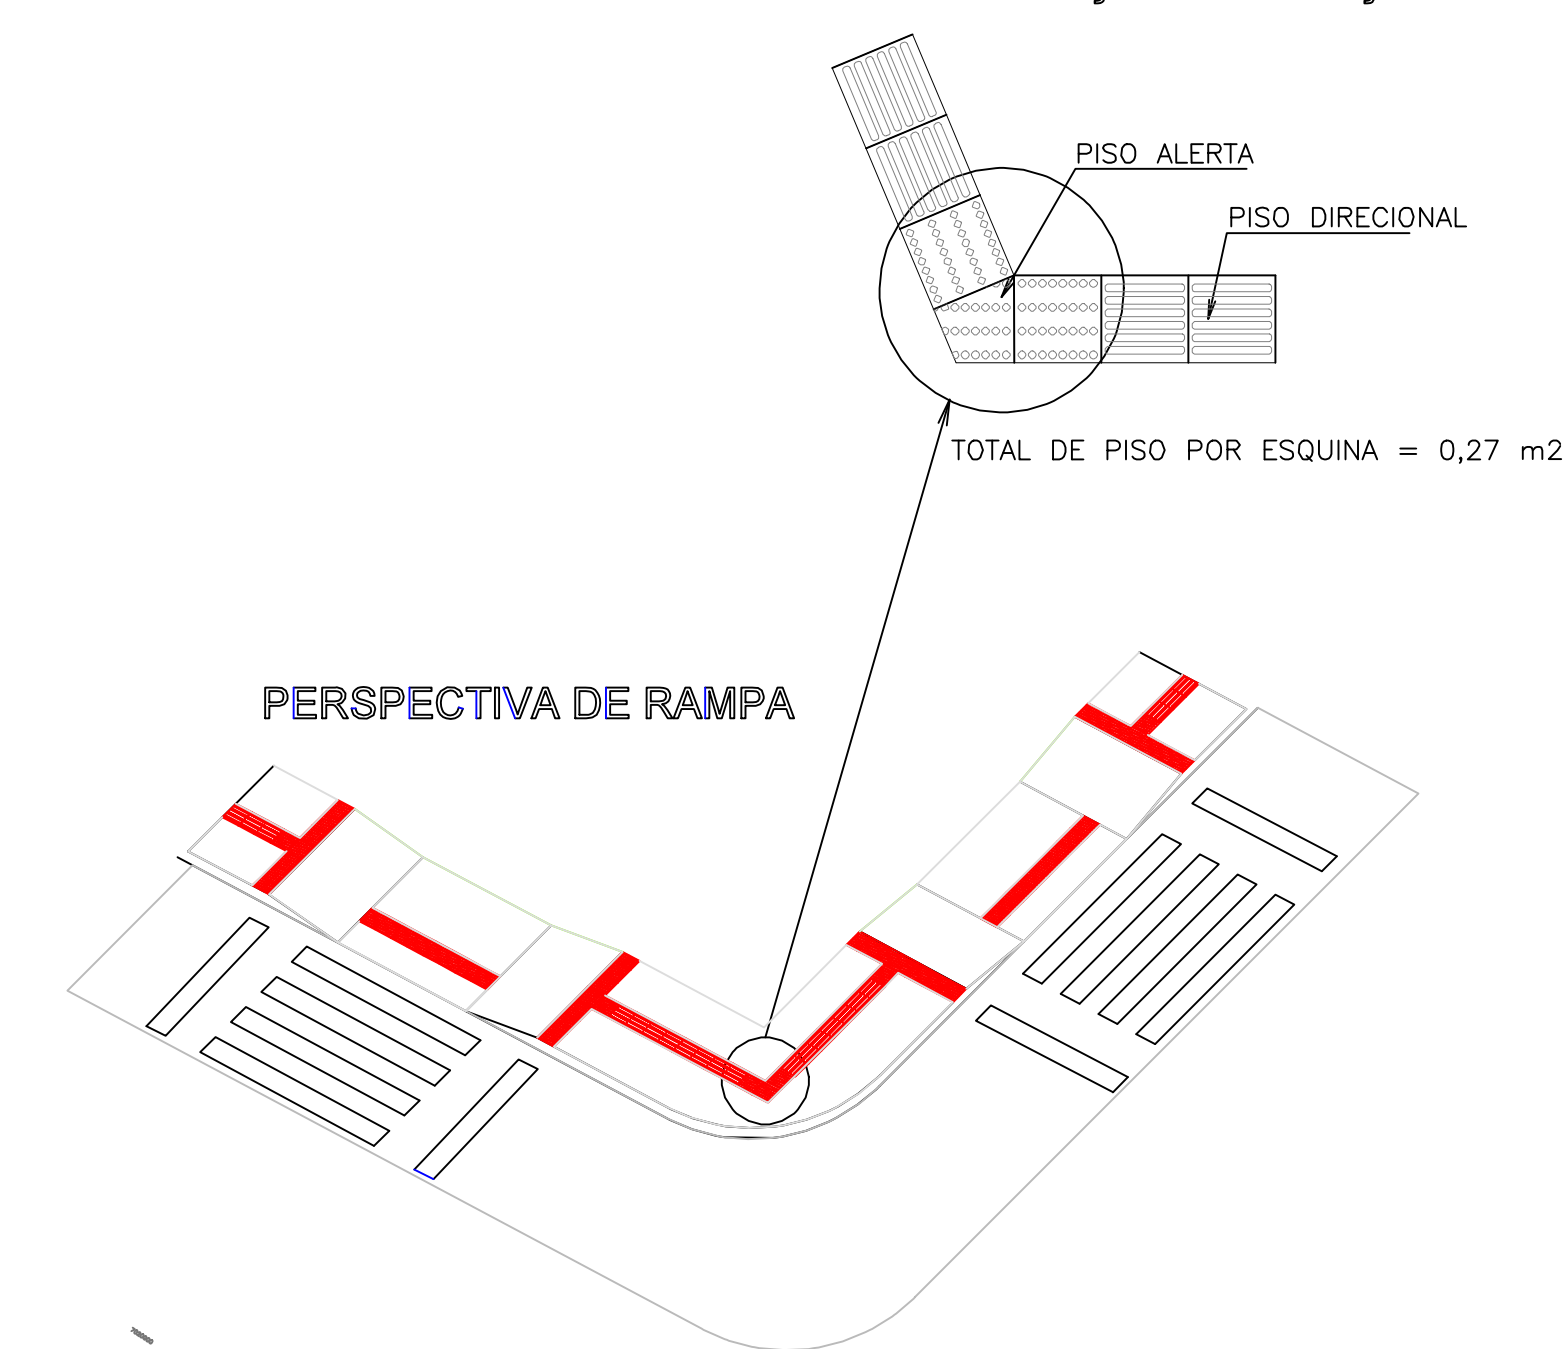 PISO ALERTA
PISO DIRECIONAL
TOTAL DE PISO POR ESQUINA = 0,27 m2
PERSPECTIVA DE RAMPA